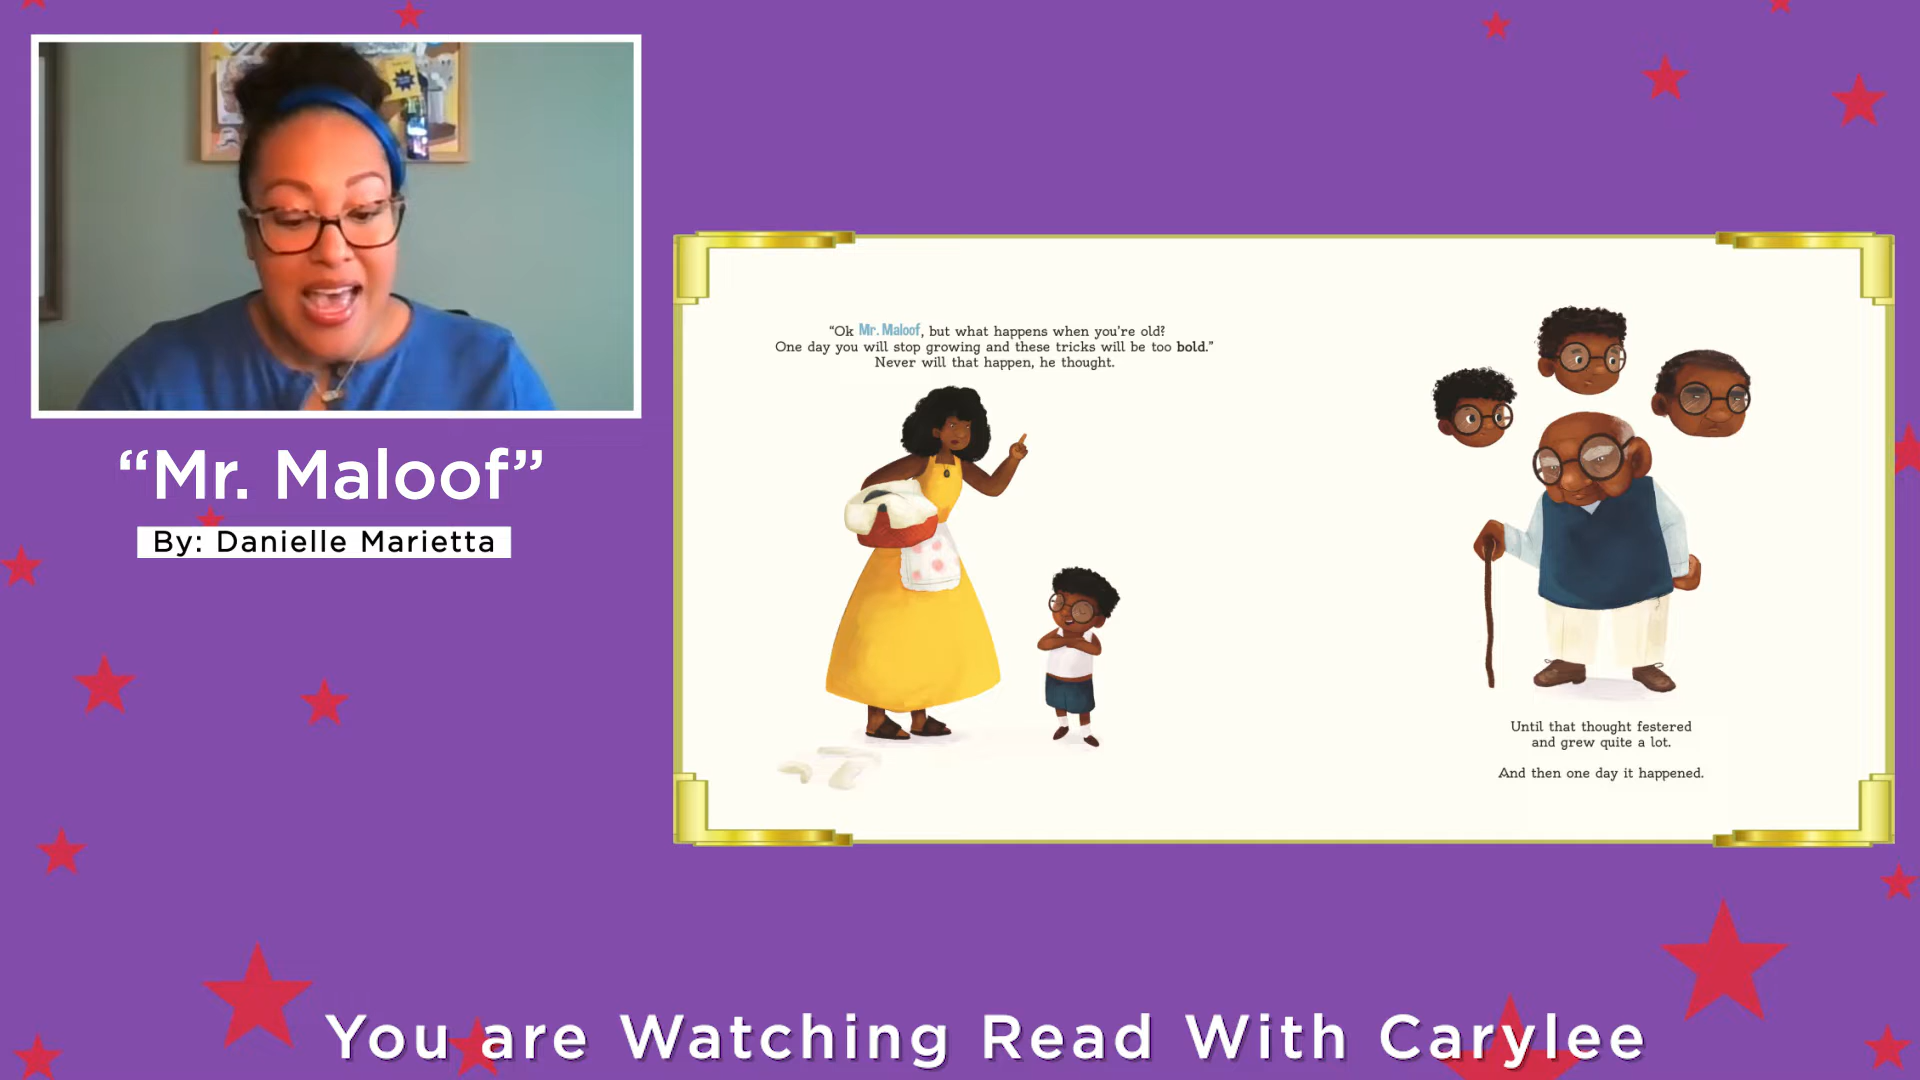 “Mr. Maloof”
By: Danielle Marietta
“Ok Mr. Maloof, but what happens when you’re old?
One day you will stop growing and these tricks will be too bold.”
Never will that happen, he thought.
Until that thought festered
and grew quite a lot.
And then one day it happened.
You are Watching Read With Carylee